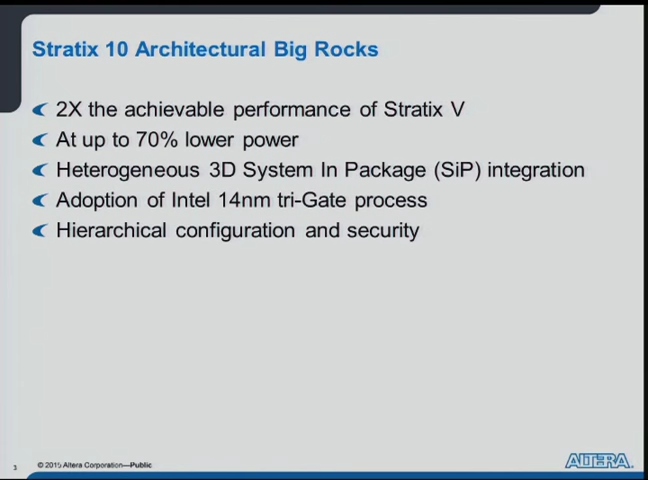 Stratix 10 Architectural Big Rocks
2X the achievable performance of Stratix V
At up to 70% lower power
Heterogeneous 3D System In Package (SiP) integration
Adoption of Intel 14nm tri-Gate process
Hierarchical configuration and security
3
© 2015 Altera Corporation—Public
ALTERA